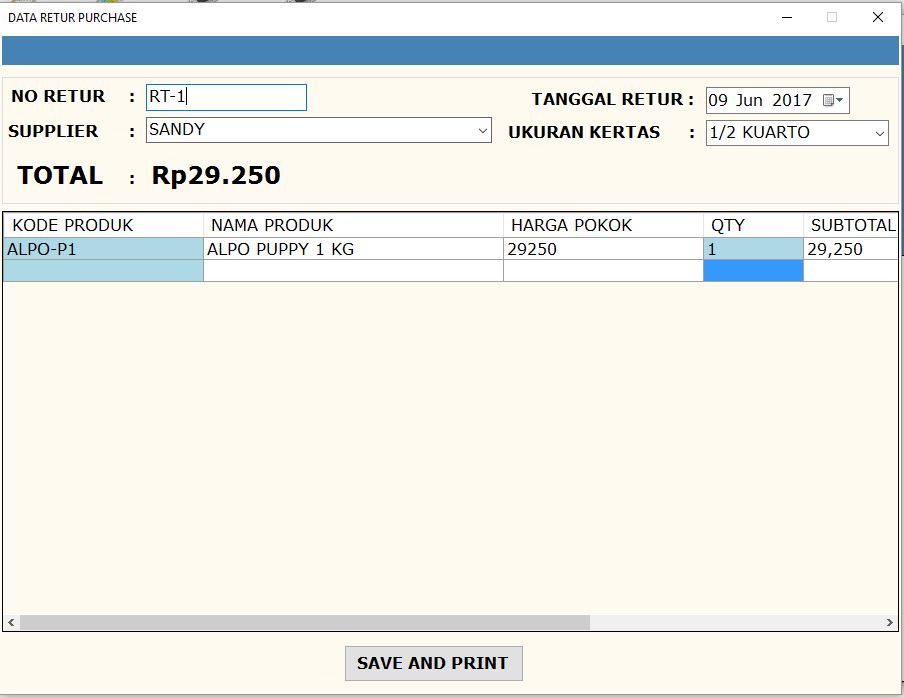 DATA RETUR PURCHASE
NO RETUR : RT-1 TANGGAL RETUR : 09 Jun 2017
SUPPLIER : SANDY UKURAN KERTAS : 1/2 KUARTO
TOTAL : Rp29.250
KODE PRODUK NAMA PRODUK HARGA POKOK QTY SUBTOTAL
ALPO-P1 ALPO PUPPY 1 KG 29250 1 29,250
SAVE AND PRINT